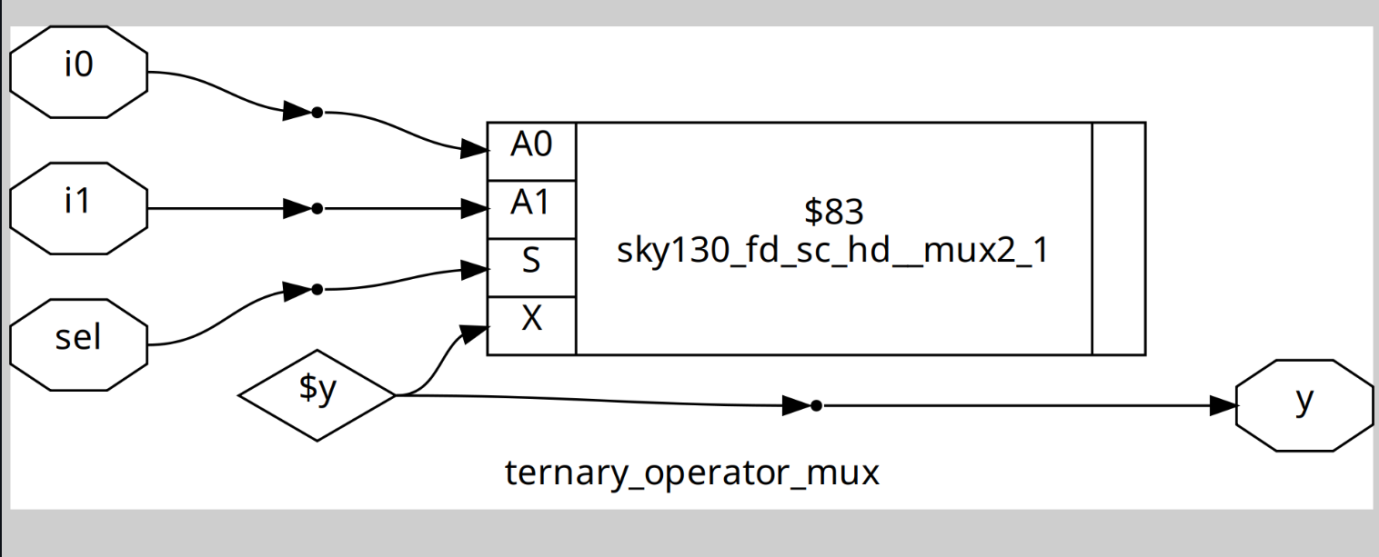 i0
i1
sel
A0
A1
S
X
$83
sky130_fd_sc_hd__mux2_1
$y
y
ternary_operator_mux